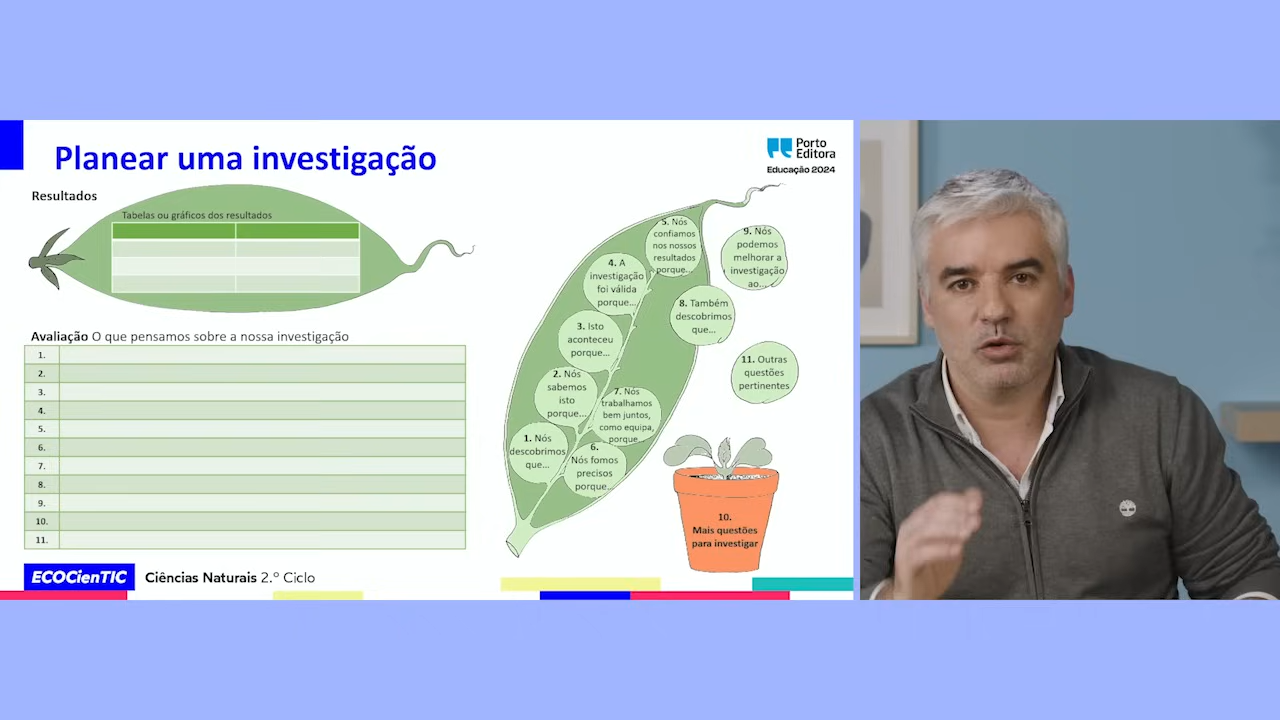 Planear uma investigação
Porto
Editora
Educação 2024
Resultados
Tabelas ou gráficos dos resultados
Avaliação O que pensamos sobre a nossa investigação
1.
2.
3.
4.
5.
6.
7.
8.
9.
10.
11.
5. Nós
confiamos
nos nossos
resultados
porque...
9. Nós
podemos
melhorar a
investigação
ao...
4. A
investigação
foi válida
porque...
8. Também
descobrimos
que...
3. Isto
aconteceu
porque...
11. Outras
questões
pertinentes
2. Nós
sabemos
isto
porque...
7. Nós
trabalhamos
bem juntos,
como equipa,
porque...
1. Nós
descobrimos
que...
6.
Nós fomos
precisos
porque...
10.
Mais questões
para investigar
ECOCienTIC
Ciências Naturais 2.º Ciclo